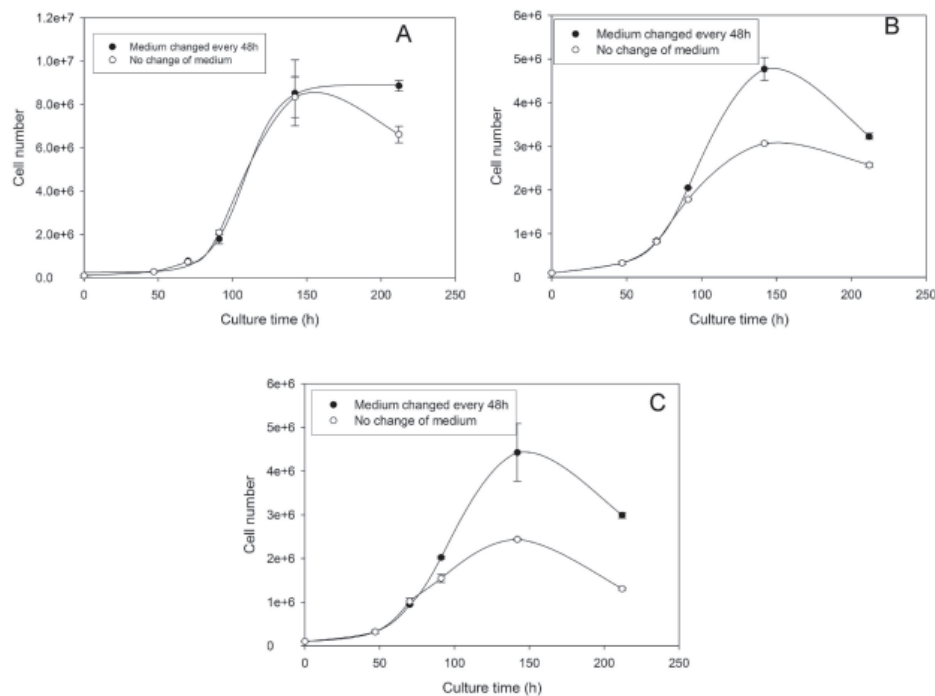 A
Medium changed every 48h
No change of medium
1.2e+7
1.0e+7
8.0e+6
6.0e+6
4.0e+6
2.0e+6
0.0
Cell number
0 50 100 150 200 250
Culture time (h)
B
Medium changed every 48h
No change of medium
6e+6
5e+6
4e+6
3e+6
2e+6
1e+6
0
Cell number
0 50 100 150 200 250
Culture time (h)
C
Medium changed every 48h
No change of medium
6e+6
5e+6
4e+6
3e+6
2e+6
1e+6
0
Cell number
0 50 100 150 200 250
Culture time (h)